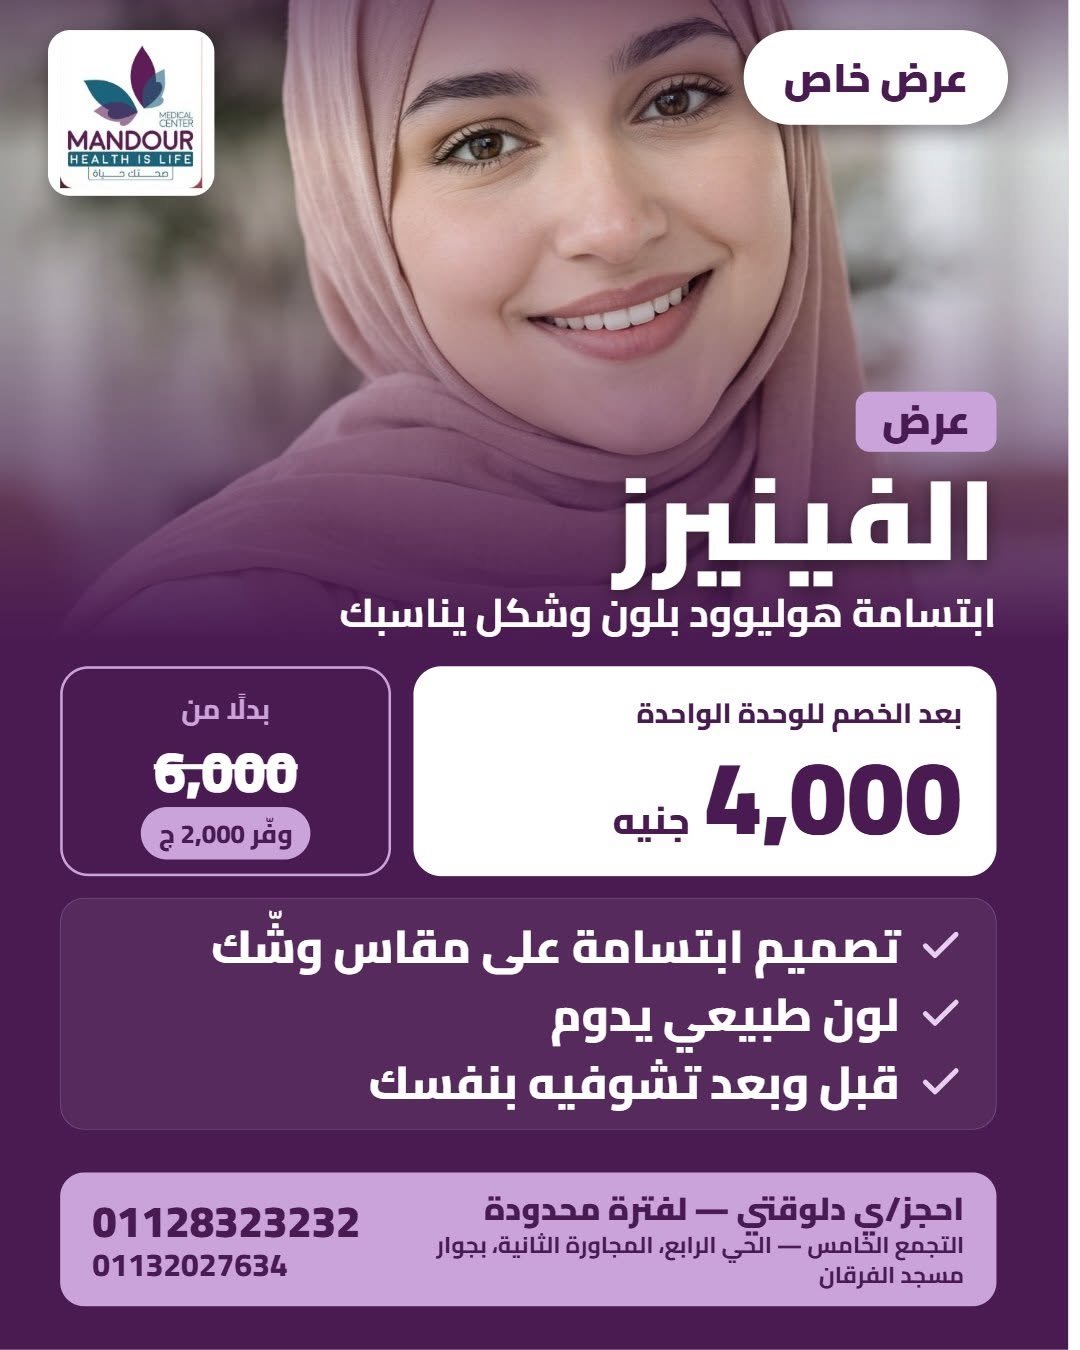 MEDICAL
CENTER
MANDOUR
HEALTH IS LIFE
صحـــتك حـــياة
عرض خاص
عرض
الفينيرز
ابتسامة هوليوود بلون وشكل يناسبك
بعد الخصم للوحدة الواحدة
4,000 جنيه
بدلًا من
6,000
وفّر 2,000 ج
تصميم ابتسامة على مقاس وشّك
لون طبيعي يدوم
قبل وبعد تشوفيه بنفسك
احجز/ي دلوقتي — لفترة محدودة
التجمع الخامس — الحي الرابع، المجاورة الثانية، بجوار
مسجد الفرقان
01128323232
01132027634